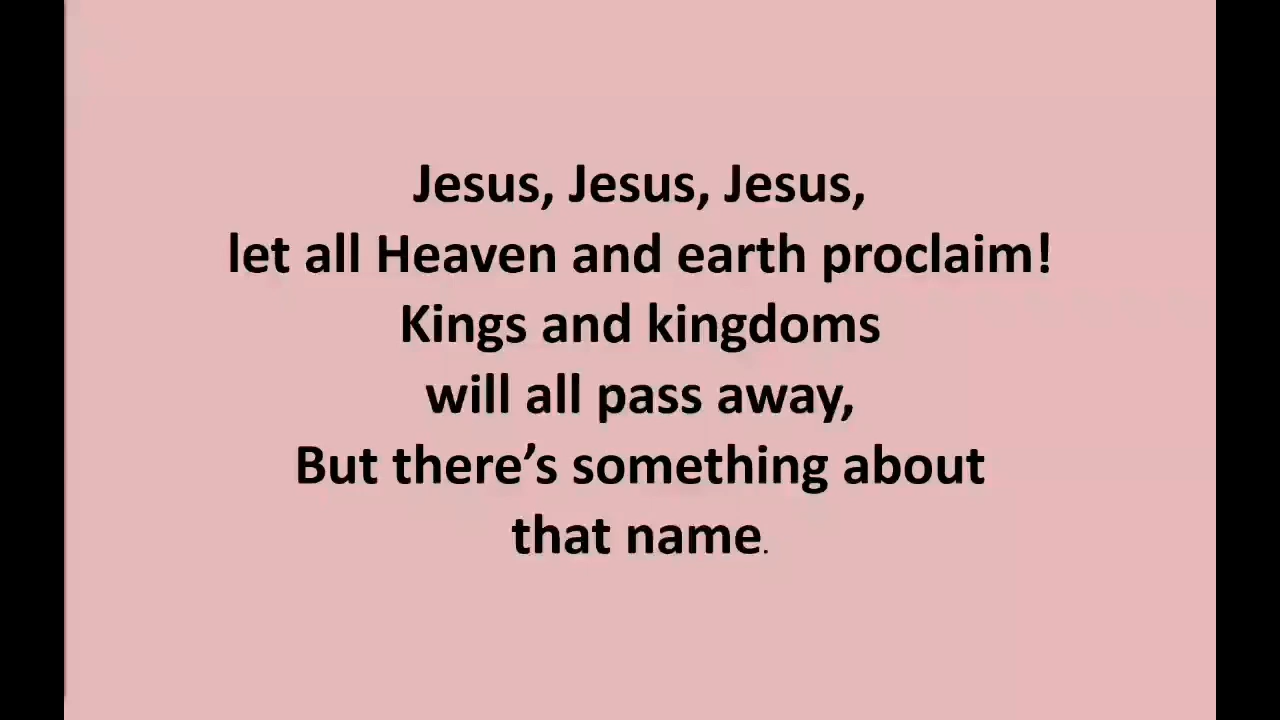 Jesus, Jesus, Jesus,
let all Heaven and earth proclaim!
Kings and kingdoms
will all pass away,
But there’s something about
that name.